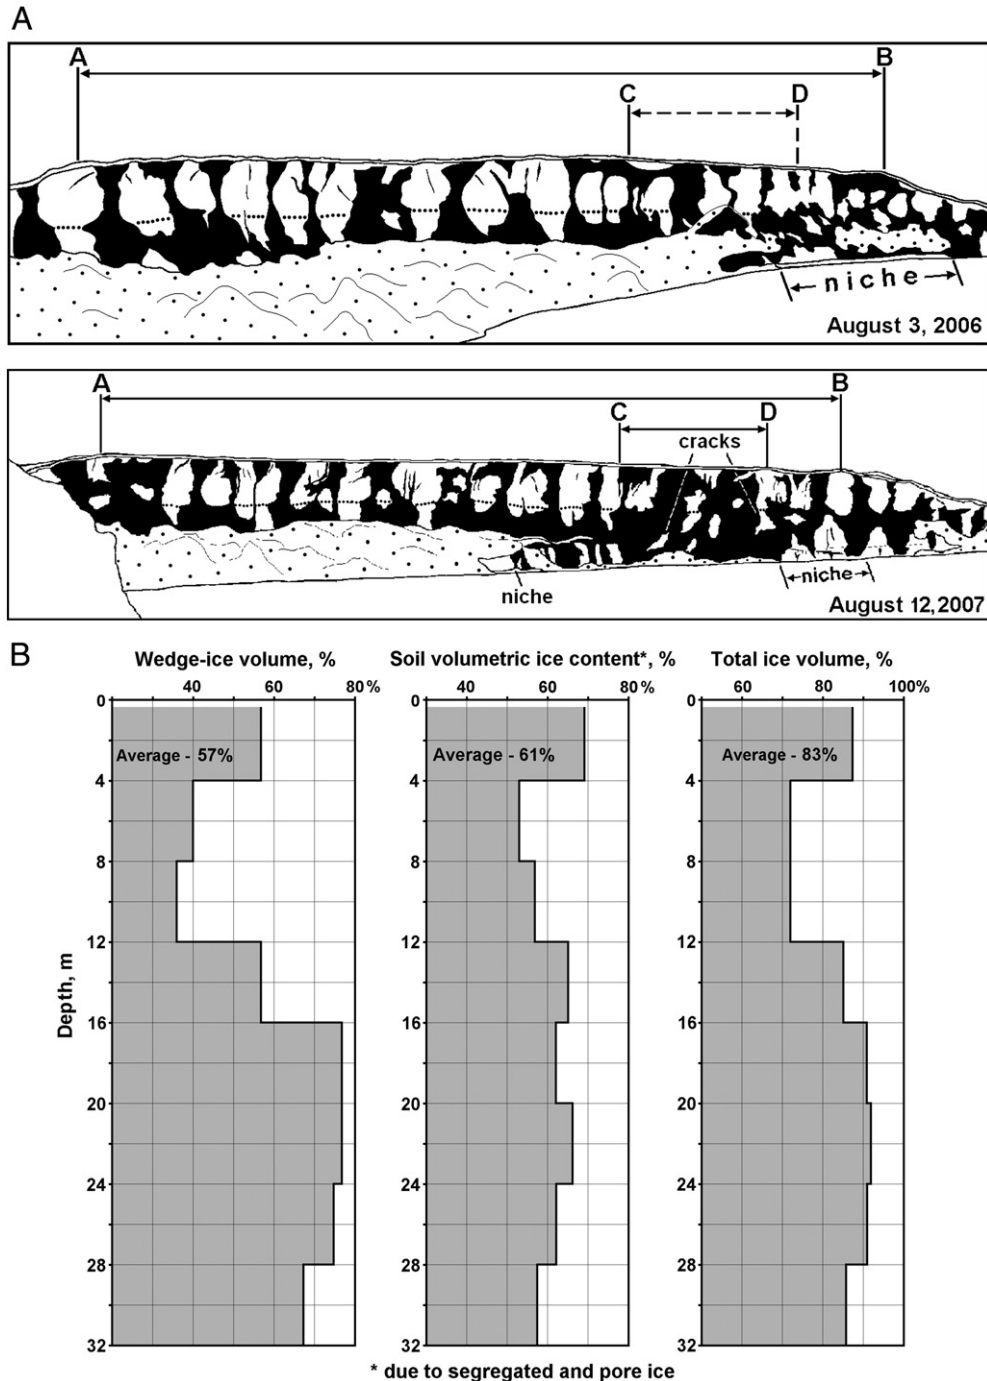 A
A B
C D
niche
August 3, 2006
A B
C D
cracks
niche
niche
August 12, 2007
B
Wedge-ice volume, % Soil volumetric ice content*, % Total ice volume, %
0 20 40 60 80% 20 40 60 80% 60 80 100%
0 0 0
Average - 57% Average - 61% Average - 83%
4 4 4
8 8 8
12 12 12
Depth, m
16 16 16
20 20 20
24 24 24
28 28 28
32 32 32
* due to segregated and pore ice